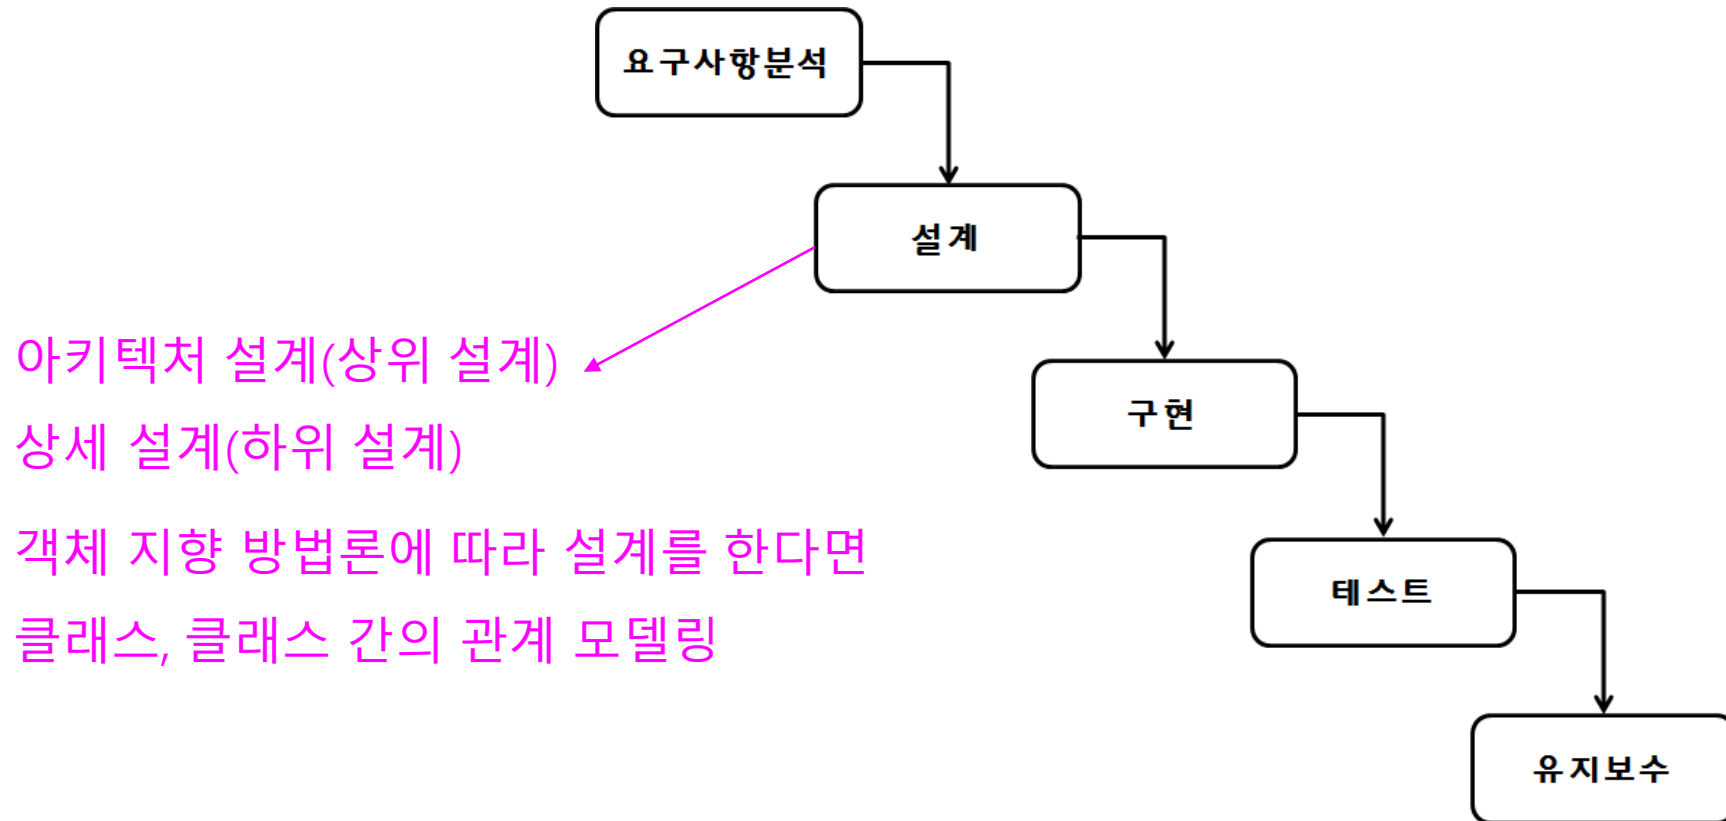 요구사항분석
설계
아키텍처 설계(상위 설계)
상세 설계(하위 설계)
구현
객체 지향 방법론에 따라 설계를 한다면
테스트
클래스, 클래스 간의 관계 모델링
유지보수